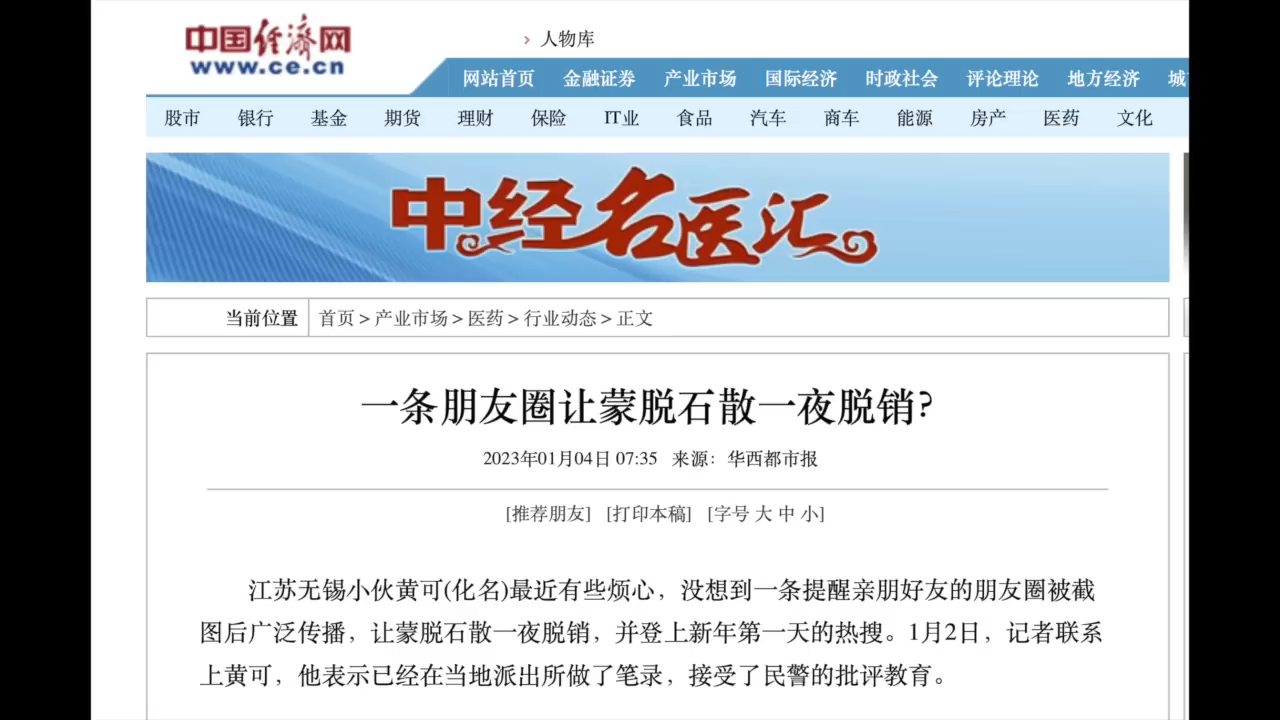 中国经济网
www.ce.cn
› 人物库
网站首页 金融证券 产业市场 国际经济 时政社会 评论理论 地方经济 城
股市 银行 基金 期货 理财 保险 IT业 食品 汽车 商车 能源 房产 医药 文化
中经名医汇
当前位置 首页 > 产业市场 > 医药 > 行业动态 > 正文
一条朋友圈让蒙脱石散一夜脱销?
2023年01月04日 07:35 来源：华西都市报
[推荐朋友] [打印本稿] [字号 大 中 小]
江苏无锡小伙黄可(化名)最近有些烦心，没想到一条提醒亲朋好友的朋友圈被截
图后广泛传播，让蒙脱石散一夜脱销，并登上新年第一天的热搜。1月2日，记者联系
上黄可，他表示已经在当地派出所做了笔录，接受了民警的批评教育。